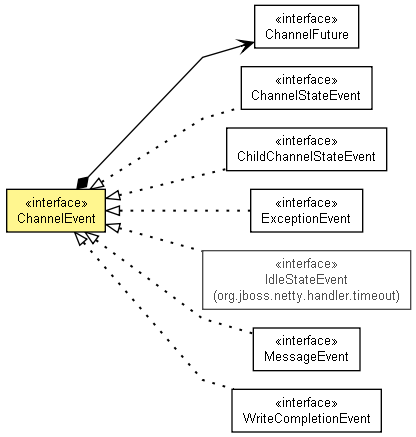 «interface»
ChannelFuture
«interface»
ChannelStateEvent
«interface»
ChildChannelStateEvent
«interface»
ChannelEvent
«interface»
ExceptionEvent
«interface»
IdleStateEvent
(org.jboss.netty.handler.timeout)
«interface»
MessageEvent
«interface»
WriteCompletionEvent